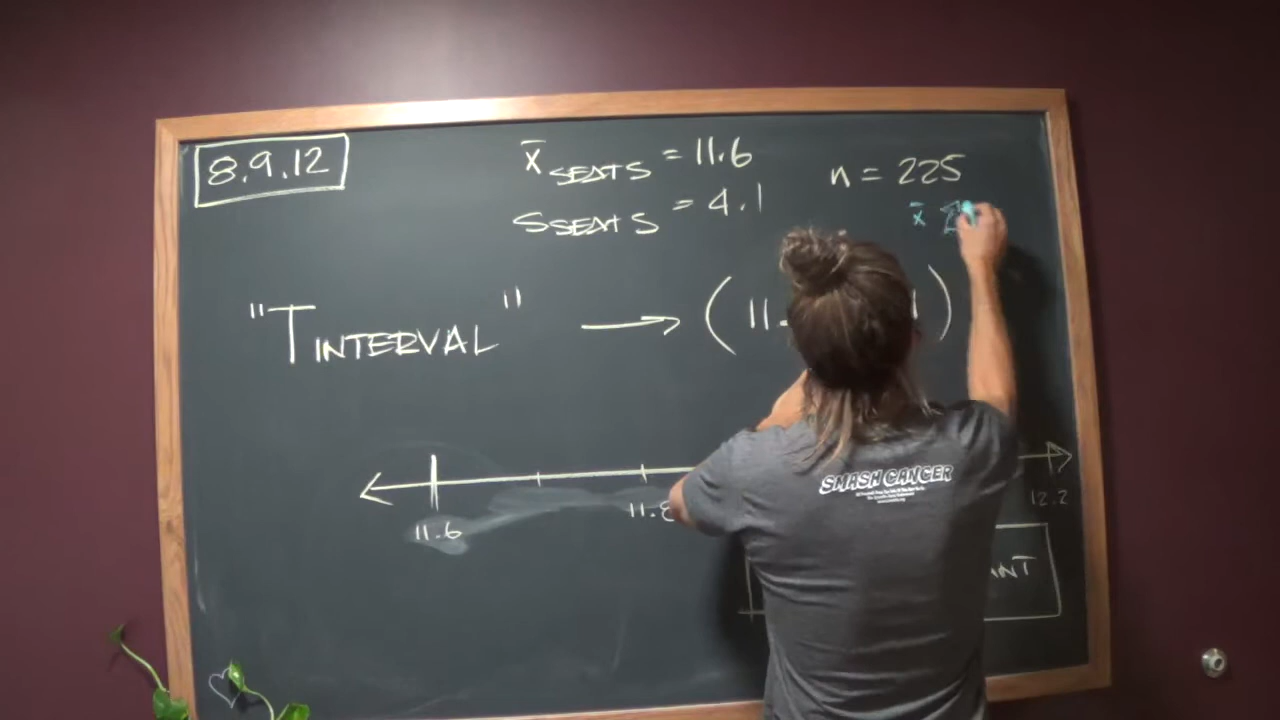 8.9.12
x̄ SEATS = 11.6
S SEATS = 4.1
n = 225
x̄
"TINTERVAL" → (11. )
11.6
11.8
12.2
SMASH CANCER